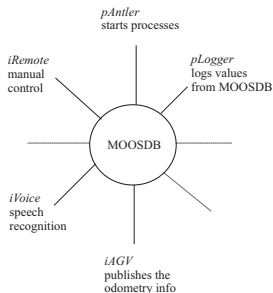 pAntler
starts processes
iRemote
manual
control
pLogger
logs values
from MOOSDB
MOOSDB
iVoice
speech
recognition
iAGV
publishes the
odometry info